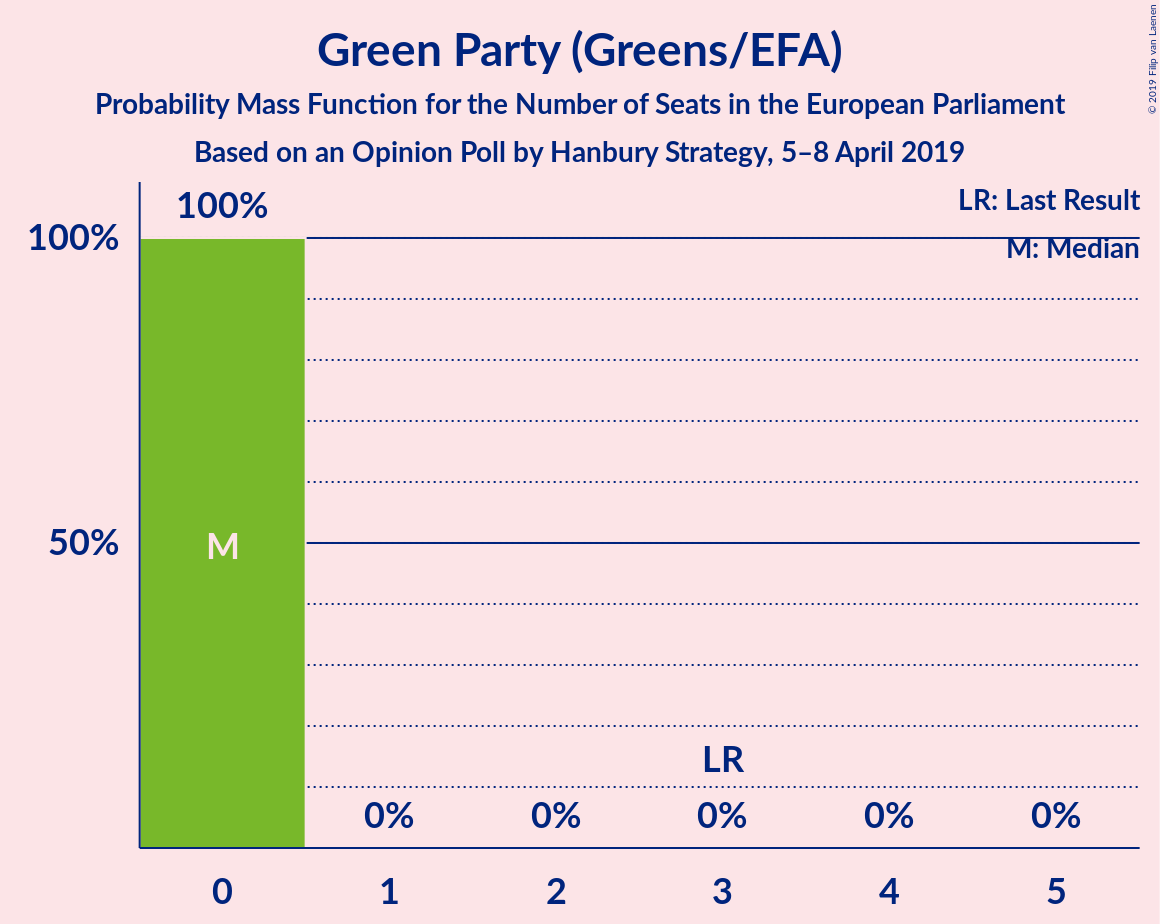 Green Party (Greens/EFA)
Probability Mass Function for the Number of Seats in the European Parliament
Based on an Opinion Poll by Hanbury Strategy, 5–8 April 2019
© 2019 Filip van Laenen
LR: Last Result
M: Median
100%
100%
50%
M
LR
0% 0% 0% 0% 0%
0 1 2 3 4 5